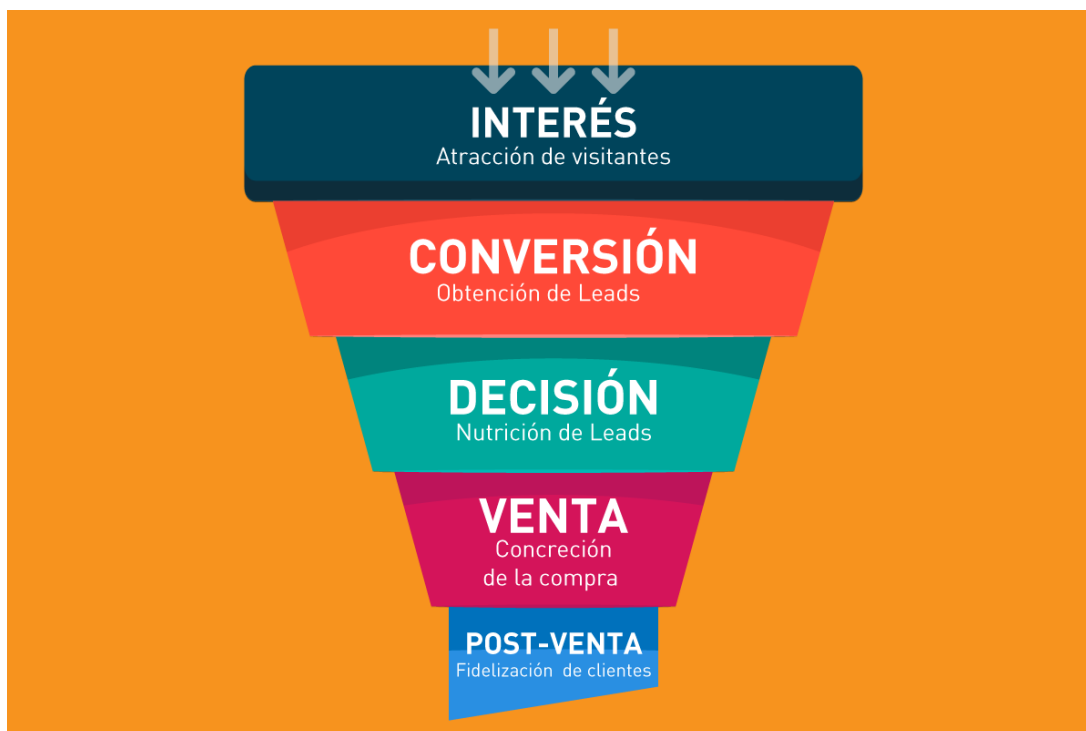 INTERÉS
Atracción de visitantes
CONVERSIÓN
Obtención de Leads
DECISIÓN
Nutrición de Leads
VENTA
Concreción
de la compra
POST-VENTA
Fidelización de clientes